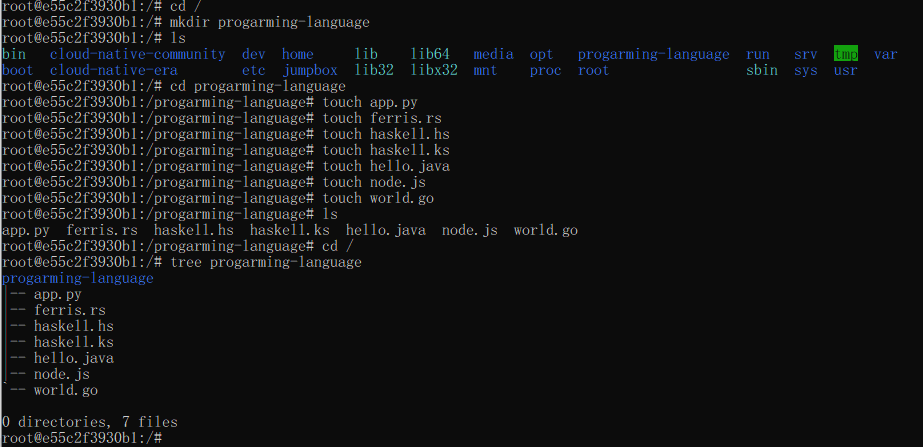 root@e55c2f3930b1:/# cd /
root@e55c2f3930b1:/# mkdir progarming-language
root@e55c2f3930b1:/# ls
bin   cloud-native-community  dev  home     lib    lib64   media  opt   progarming-language  run   srv  tmp  var
boot  cloud-native-era        etc  jumpbox  lib32  libx32  mnt    proc  root                 sbin  sys  usr
root@e55c2f3930b1:/# cd progarming-language
root@e55c2f3930b1:/progarming-language# touch app.py
root@e55c2f3930b1:/progarming-language# touch ferris.rs
root@e55c2f3930b1:/progarming-language# touch haskell.hs
root@e55c2f3930b1:/progarming-language# touch haskell.ks
root@e55c2f3930b1:/progarming-language# touch hello.java
root@e55c2f3930b1:/progarming-language# touch node.js
root@e55c2f3930b1:/progarming-language# touch world.go
root@e55c2f3930b1:/progarming-language# ls
app.py  ferris.rs  haskell.hs  haskell.ks  hello.java  node.js  world.go
root@e55c2f3930b1:/progarming-language# cd /
root@e55c2f3930b1:/# tree progarming-language
progarming-language
|-- app.py
|-- ferris.rs
|-- haskell.hs
|-- haskell.ks
|-- hello.java
|-- node.js
`-- world.go

0 directories, 7 files
root@e55c2f3930b1:/#